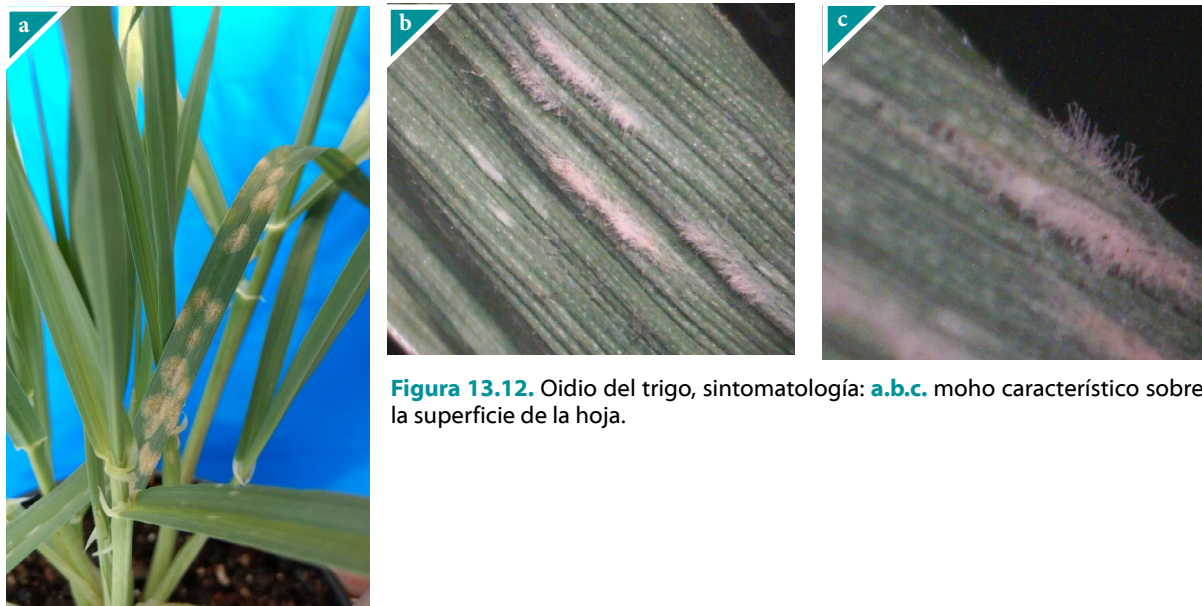 a
b
c
Figura 13.12. Oidio del trigo, sintomatología: a.b.c. moho característico sobre
la superficie de la hoja.